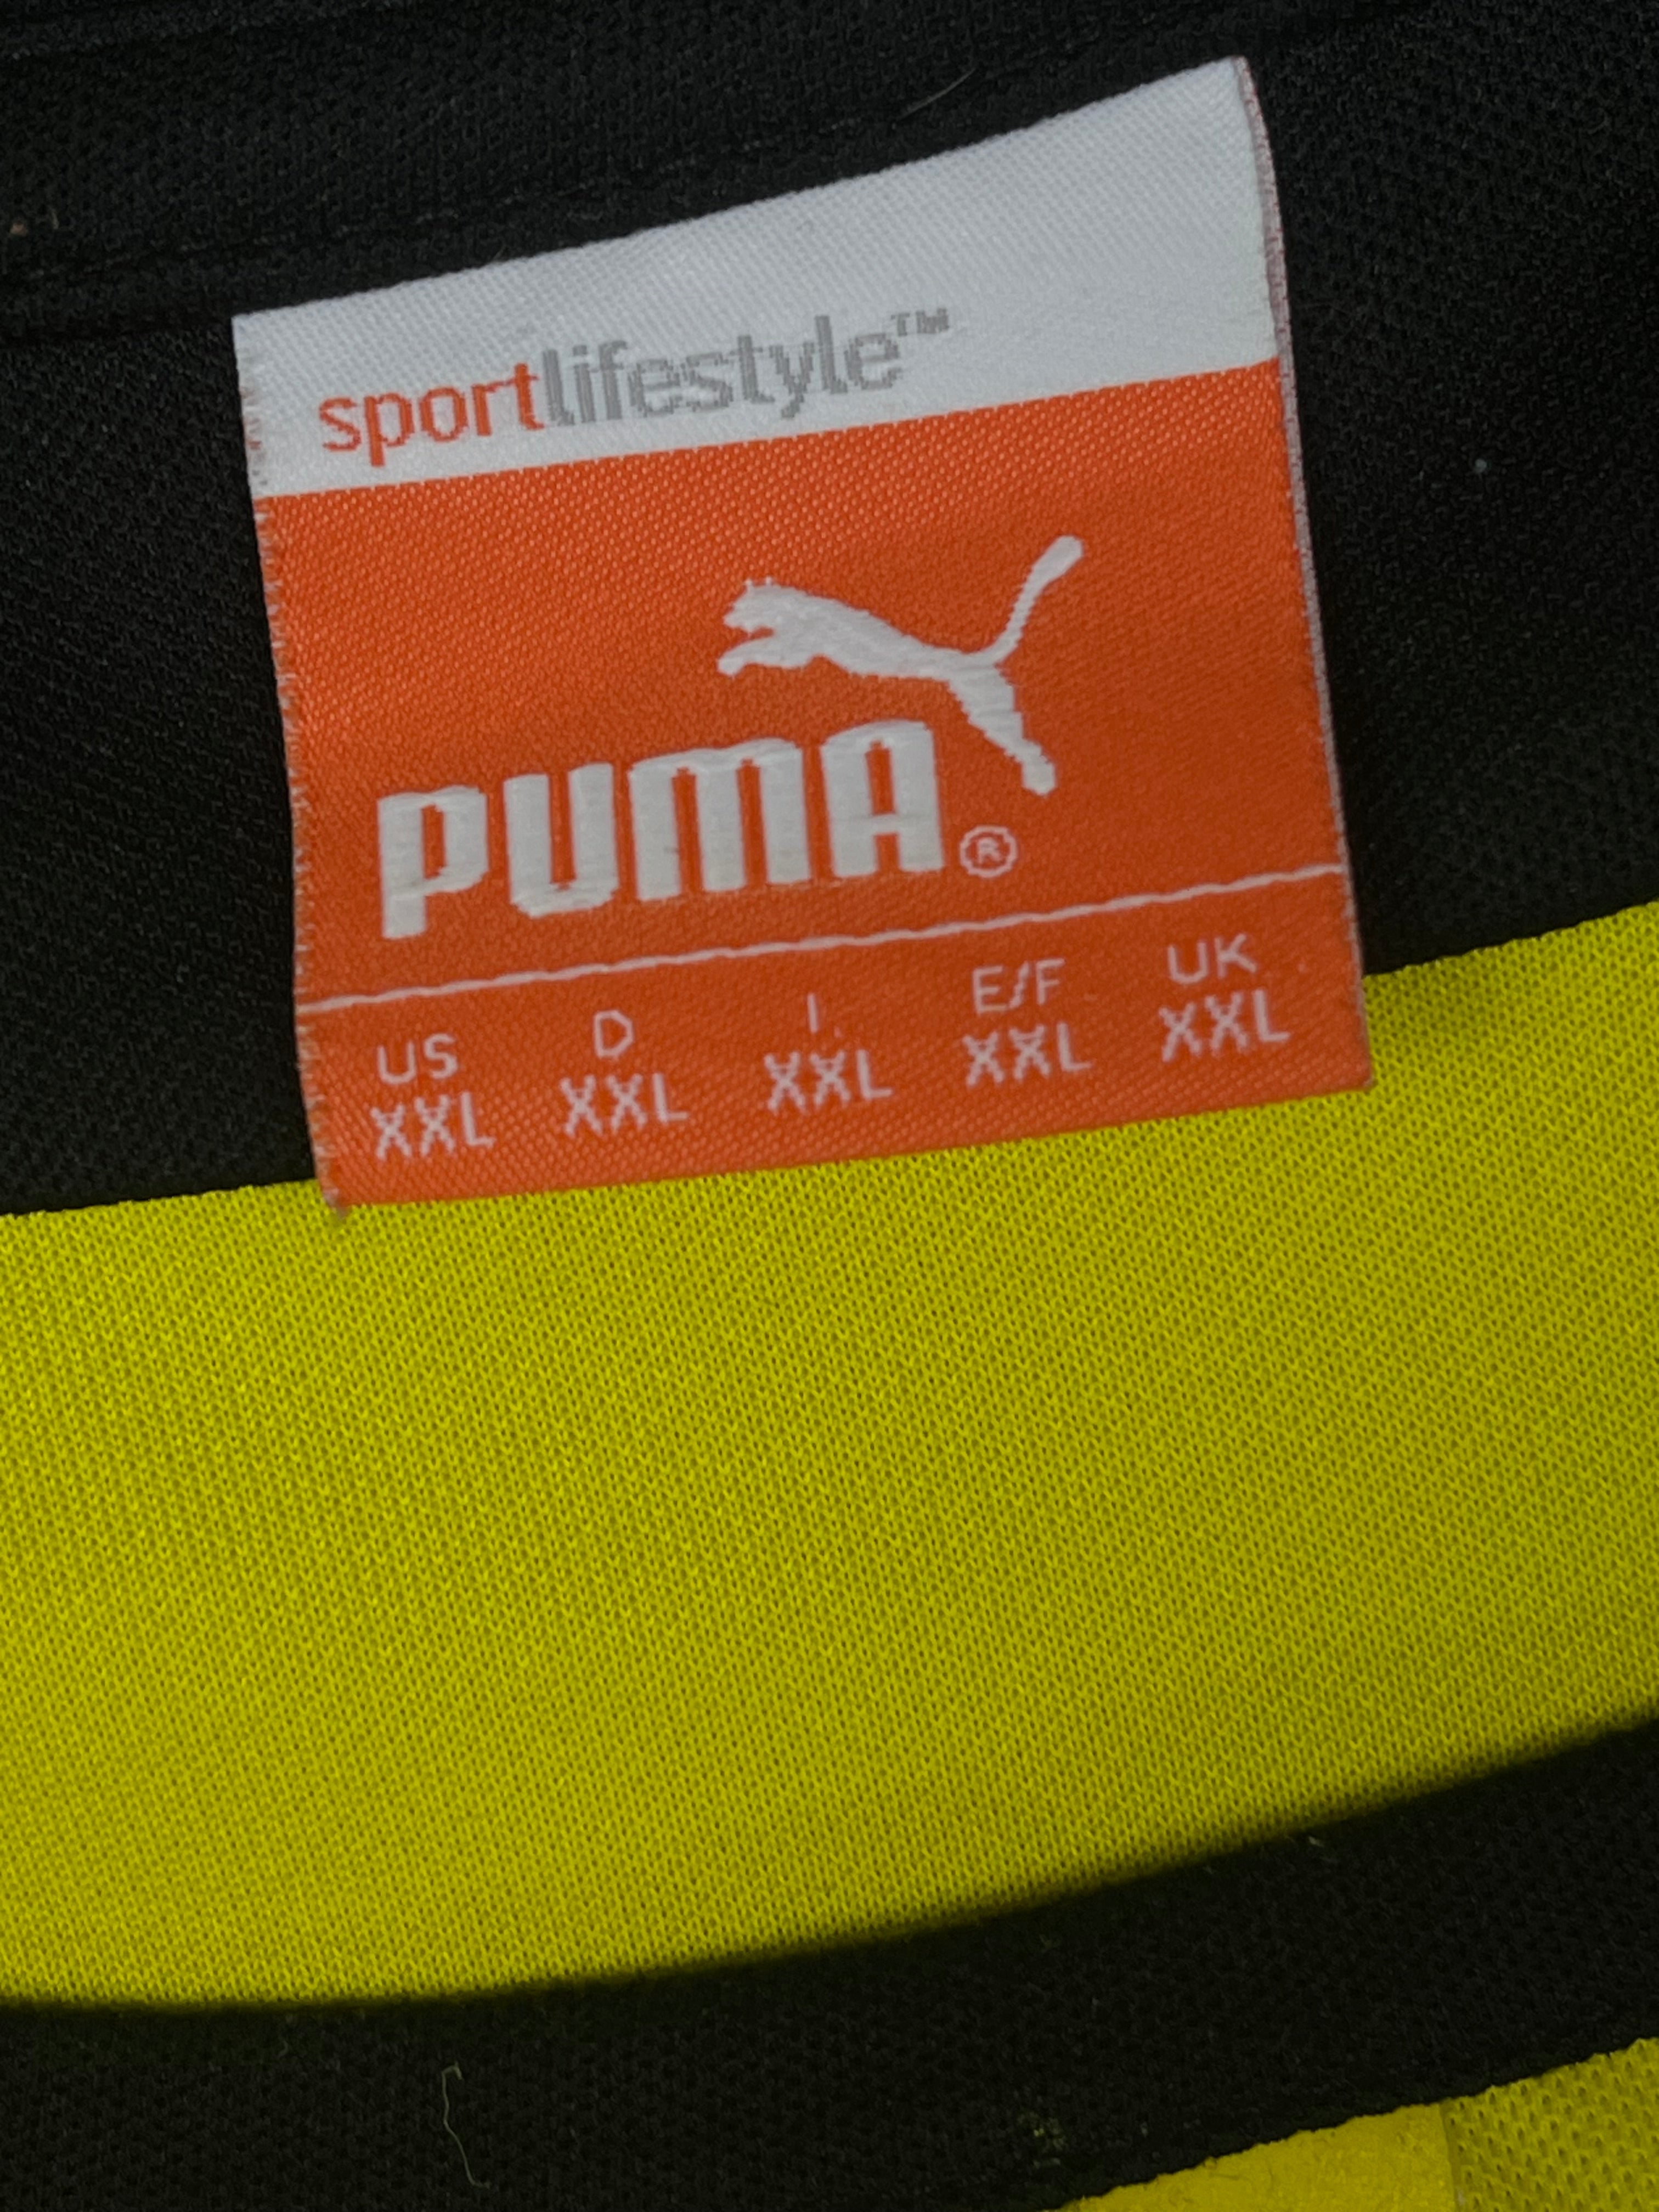 sportlifestyle™
PUMA®
US D I E/F UK
XXL XXL XXL XXL XXL